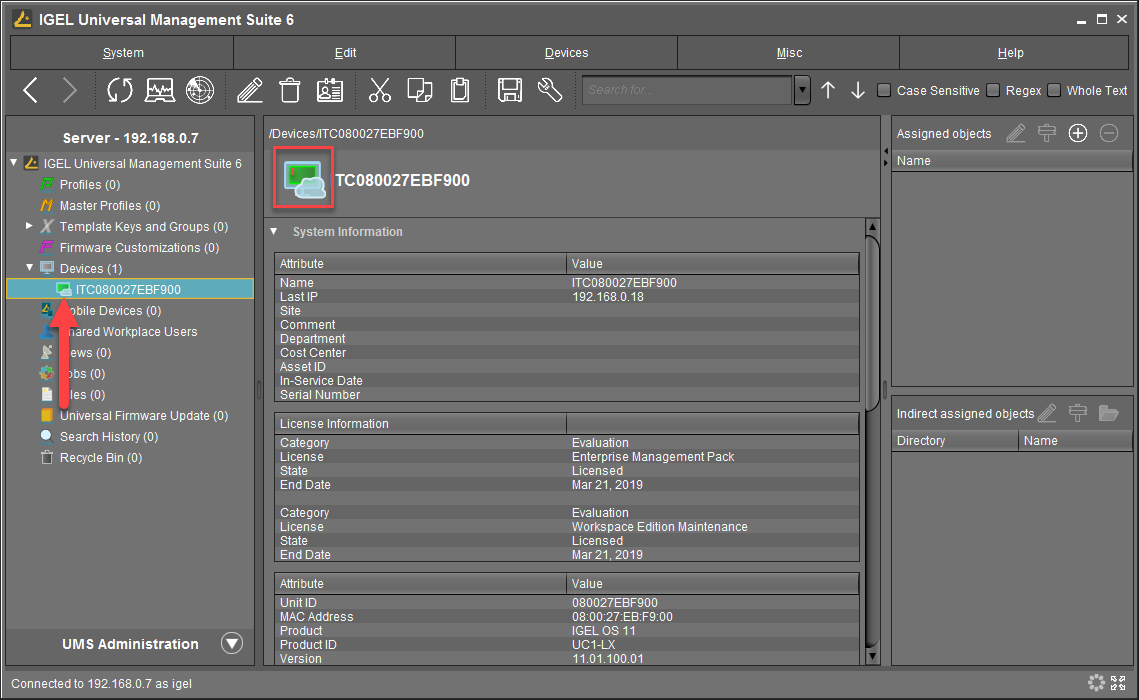 IGEL Universal Management Suite 6
System Edit Devices Misc Help
Search for... Case Sensitive Regex Whole Text
Server - 192.168.0.7
IGEL Universal Management Suite 6
Profiles (0)
Master Profiles (0)
Template Keys and Groups (0)
Firmware Customizations (0)
Devices (1)
ITC080027EBF900
obile Devices (0)
hared Workplace Users
ews (0)
obs (0)
les (0)
Universal Firmware Update (0)
Search History (0)
Recycle Bin (0)
UMS Administration
/Devices/ITC080027EBF900
TC080027EBF900
System Information
Attribute Value
Name ITC080027EBF900
Last IP 192.168.0.18
Site
Comment
Department
Cost Center
Asset ID
In-Service Date
Serial Number
License Information
Category Evaluation
License Enterprise Management Pack
State Licensed
End Date Mar 21, 2019
Category Evaluation
License Workspace Edition Maintenance
State Licensed
End Date Mar 21, 2019
Attribute Value
Unit ID 080027EBF900
MAC Address 08:00:27:EB:F9:00
Product IGEL OS 11
Product ID UC1-LX
Version 11.01.100.01
Assigned objects
Name
Indirect assigned objects
Directory Name
Connected to 192.168.0.7 as igel